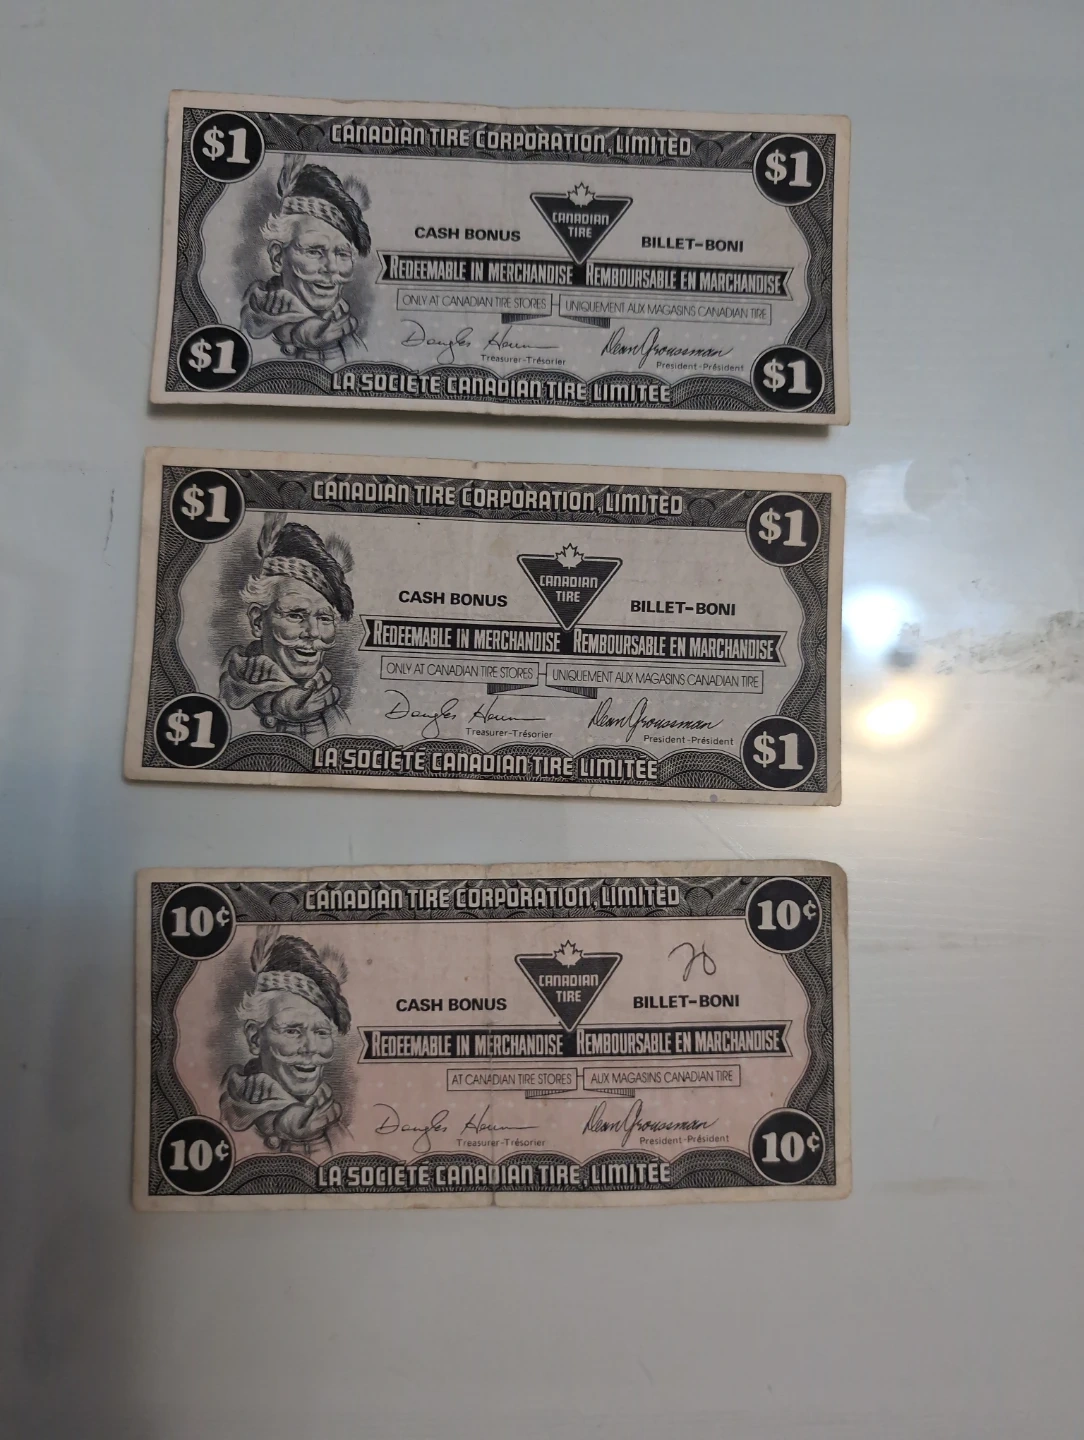 $1 CANADIAN TIRE CORPORATION, LIMITED $1
CANADIAN
TIRE
CASH BONUS BILLET-BONI
REDEEMABLE IN MERCHANDISE REMBOURSABLE EN MARCHANDISE
ONLY AT CANADIAN TIRE STORES UNIQUEMENT AUX MAGASINS CANADIAN TIRE
Dean Groussman
Treasurer-Trésorier President-Président
$1 LA SOCIÉTÉ CANADIAN TIRE LIMITÉE $1
$1 CANADIAN TIRE CORPORATION, LIMITED $1
CANADIAN
TIRE
CASH BONUS BILLET-BONI
REDEEMABLE IN MERCHANDISE REMBOURSABLE EN MARCHANDISE
ONLY AT CANADIAN TIRE STORES UNIQUEMENT AUX MAGASINS CANADIAN TIRE
Dean Groussman
Treasurer-Trésorier President-Président
$1 LA SOCIÉTÉ CANADIAN TIRE LIMITÉE $1
10¢ CANADIAN TIRE CORPORATION, LIMITED 10¢
CANADIAN
TIRE
CASH BONUS BILLET-BONI
REDEEMABLE IN MERCHANDISE REMBOURSABLE EN MARCHANDISE
AT CANADIAN TIRE STORES AUX MAGASINS CANADIAN TIRE
Dean Groussman
Treasurer-Trésorier President-Président
10¢ LA SOCIÉTÉ CANADIAN TIRE, LIMITÉE 10¢